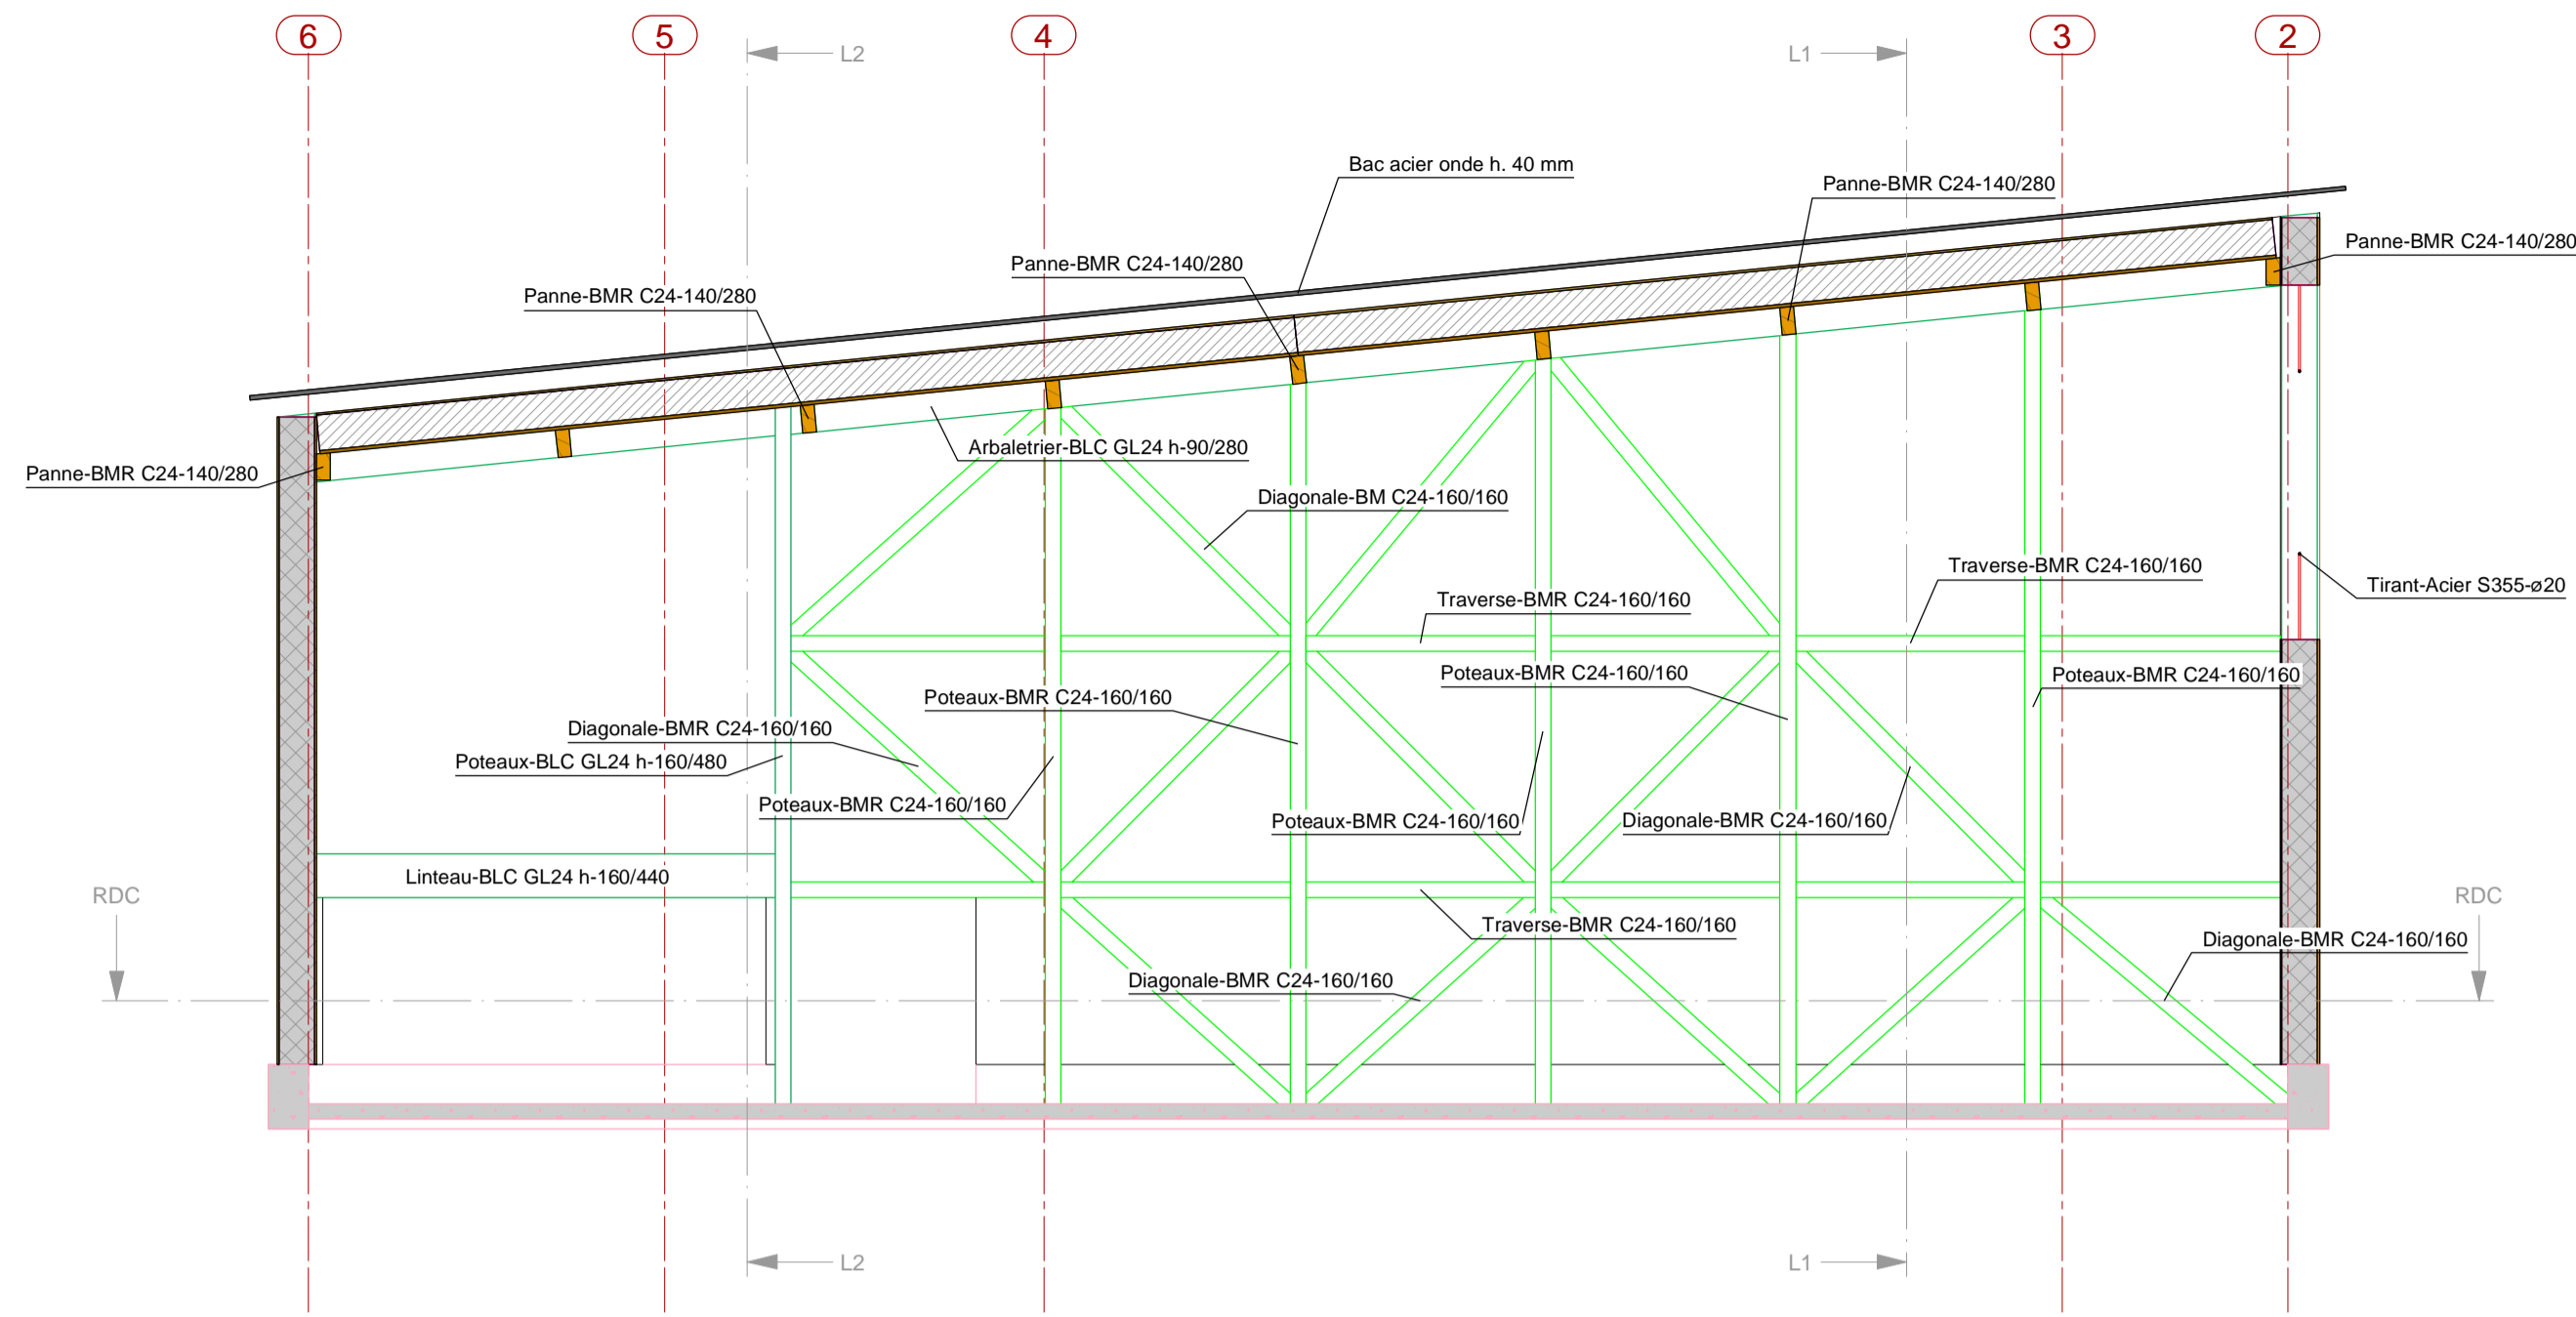 6
5
4
3
2
L2
L1
Bac acier onde h. 40 mm
Panne-BMR C24-140/280
Panne-BMR C24-140/280
Panne-BMR C24-140/280
Panne-BMR C24-140/280
Arbaletrier-BLC GL24 h-90/280
Panne-BMR C24-140/280
Diagonale-BM C24-160/160
Traverse-BMR C24-160/160
Tirant-Acier S355-ø20
Traverse-BMR C24-160/160
Poteaux-BMR C24-160/160
Poteaux-BMR C24-160/160
Poteaux-BMR C24-160/160
Diagonale-BMR C24-160/160
Poteaux-BLC GL24 h-160/480
Poteaux-BMR C24-160/160
Poteaux-BMR C24-160/160
Diagonale-BMR C24-160/160
Linteau-BLC GL24 h-160/440
RDC
RDC
Traverse-BMR C24-160/160
Diagonale-BMR C24-160/160
Diagonale-BMR C24-160/160
L2
L1